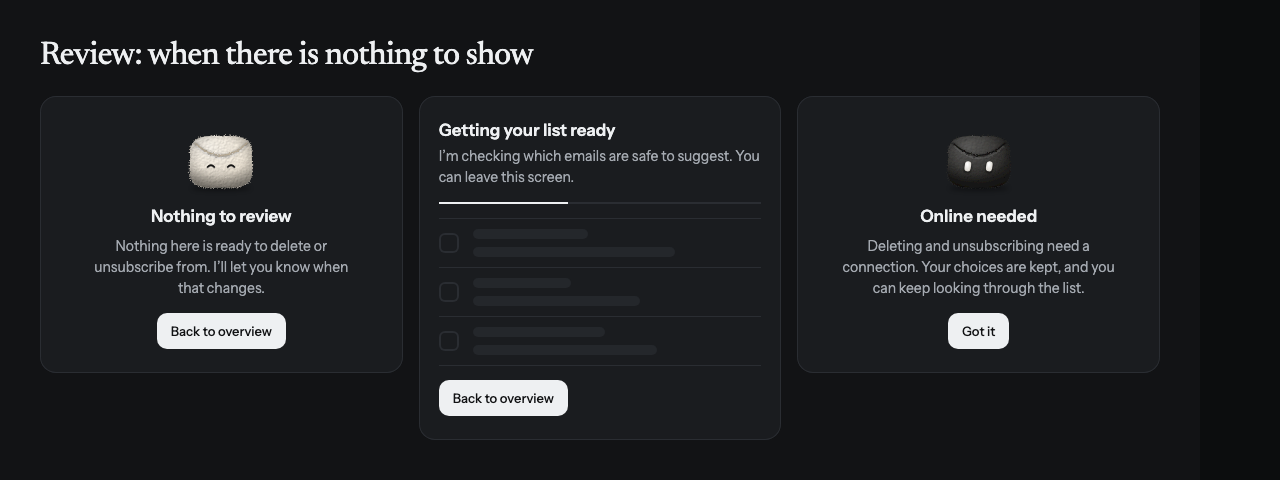 Review: when there is nothing to show
Nothing to review
Nothing here is ready to delete or
unsubscribe from. I’ll let you know when
that changes.
Back to overview
Getting your list ready
I’m checking which emails are safe to suggest. You
can leave this screen.
Back to overview
Online needed
Deleting and unsubscribing need a
connection. Your choices are kept, and you
can keep looking through the list.
Got it